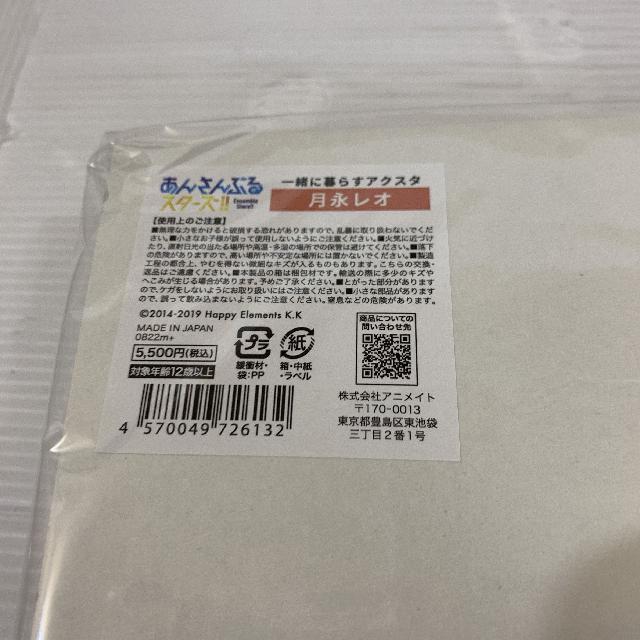 あんさんぶる
スターズ!!
Ensemble
Stars!!
一緒に暮らすアクスタ
月永レオ
【使用上のご注意】
■無理な力をかけると破損する恐れがありますので、乱暴に取り扱わないでくだ
さい。■小さなお子様が誤って使用しないようにご注意ください。■火気に近づけ
たり、直射日光の当たる場所や高温・多湿の場所での保管は避けてください。■落下
の危険がありますので、高い場所や不安定な場所には置かないでください。■製造
工程の都合上、やむを得ない微細なキズが入るものもあります。こちらの交換・
返品はご遠慮ください。■本製品の箱は梱包材です。輸送の際に多少のキズや
へこみが生じる場合があります。予めご了承ください。■とがった部分があります
ので、ケガをしないようにお取り扱いにはご注意ください。■小さな部品があります
ので、誤って飲み込まないようにしてください。窒息などの危険があります。
©2014-2019 Happy Elements K.K
MADE IN JAPAN
0822m+
5,500円(税込)
対象年齢12歳以上
プラ
緩衝材・
袋:PP
紙
箱・中紙
・ラベル
商品についての
問い合わせ先
4 570049 726132
株式会社アニメイト
〒170-0013
東京都豊島区東池袋
三丁目2番1号